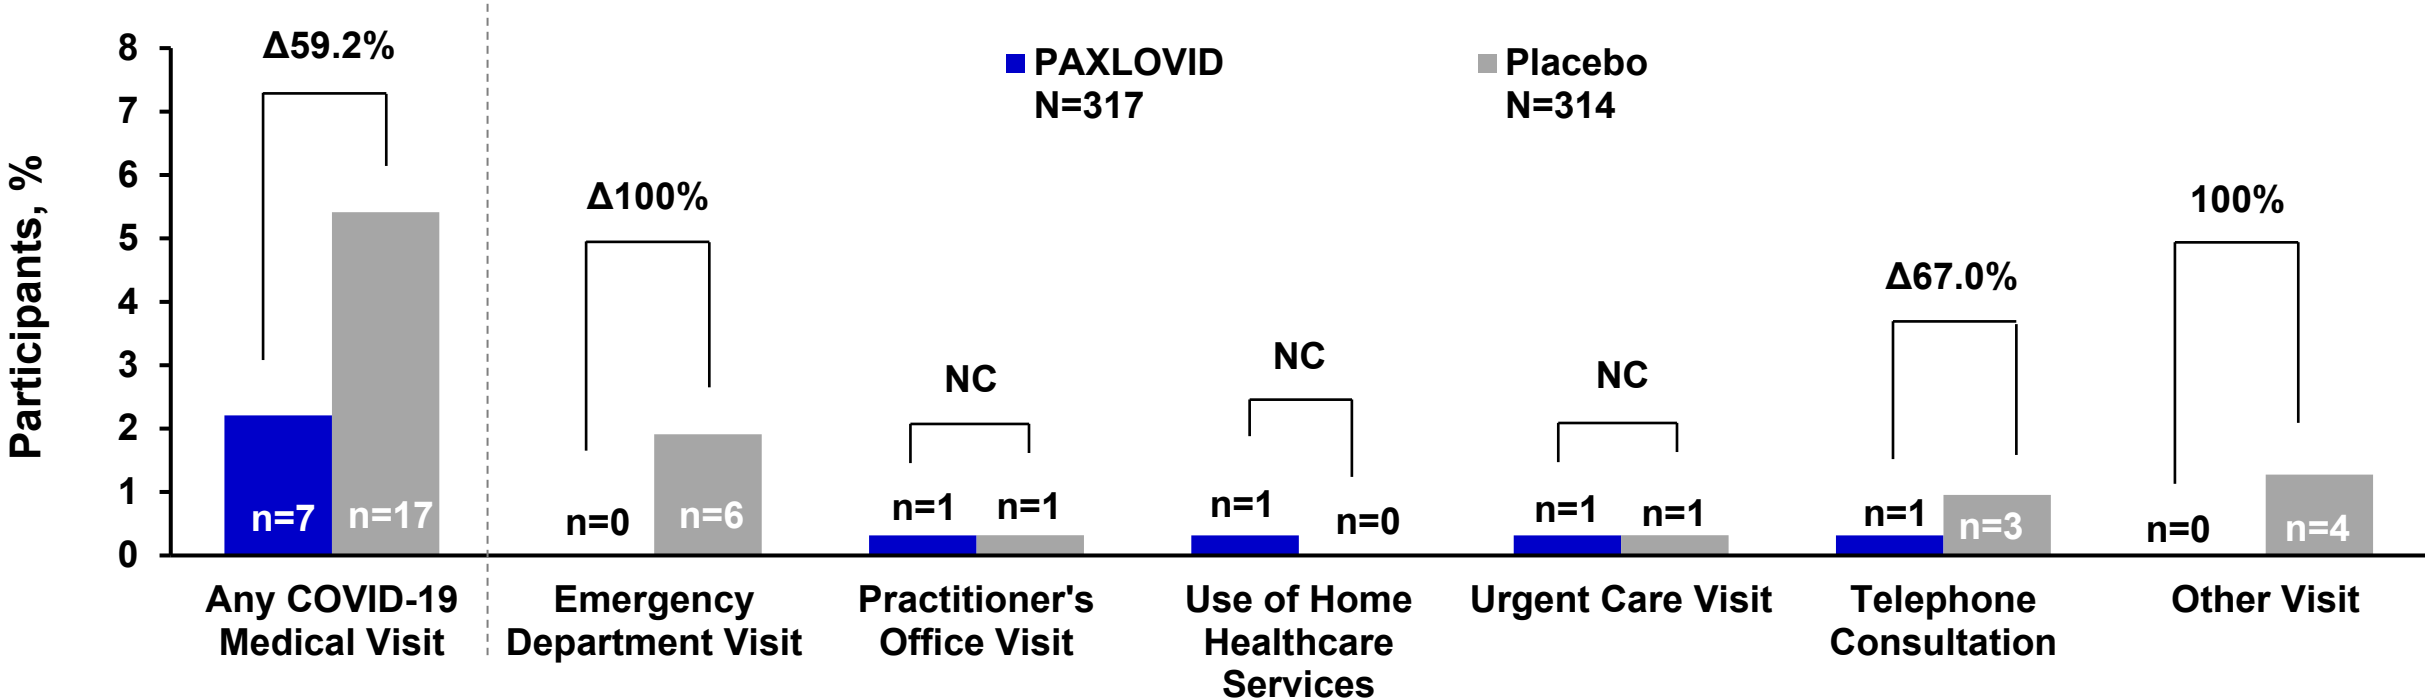 Participants, %
8
7
6
5
4
3
2
1
0
PAXLOVID
N=317
Placebo
N=314
Δ59.2%
n=7
n=17
Any COVID-19
Medical Visit
Δ100%
n=0
n=6
Emergency
Department Visit
NC
n=1
n=1
Practitioner's
Office Visit
NC
n=1
n=0
Use of Home
Healthcare
Services
NC
n=1
n=1
Urgent Care Visit
Δ67.0%
n=1
n=3
Telephone
Consultation
100%
n=0
n=4
Other Visit